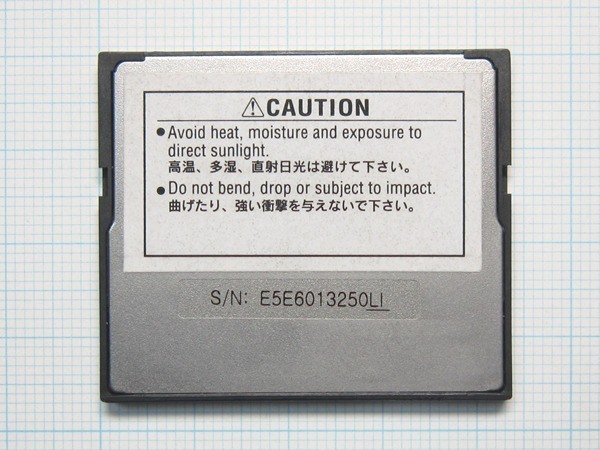 ⚠CAUTION
●Avoid heat, moisture and exposure to
direct sunlight.
高温、多湿、直射日光は避けて下さい。
●Do not bend, drop or subject to impact.
曲げたり、強い衝撃を与えないで下さい。
S/N: E5E6013250LI